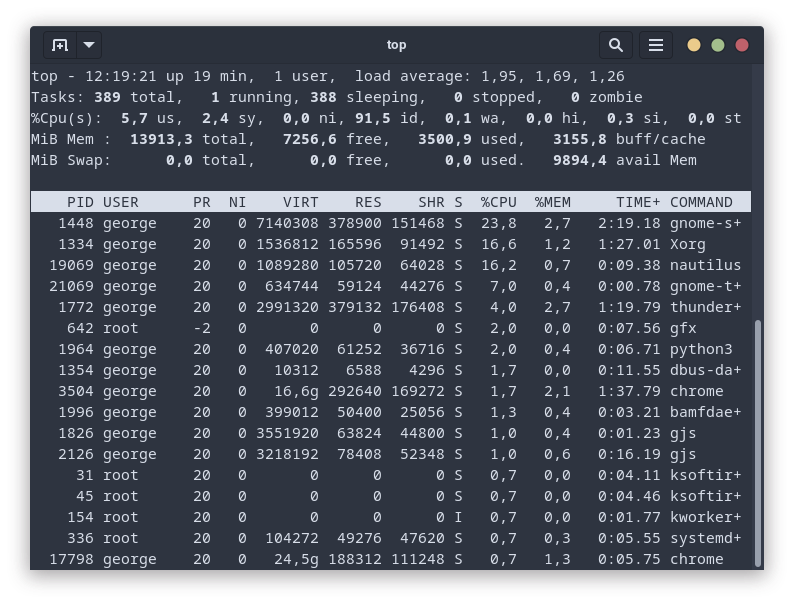 top
top - 12:19:21 up 19 min,  1 user,  load average: 1,95, 1,69, 1,26
Tasks: 389 total,   1 running, 388 sleeping,   0 stopped,   0 zombie
%Cpu(s):  5,7 us,  2,4 sy,  0,0 ni, 91,5 id,  0,1 wa,  0,0 hi,  0,3 si,  0,0 st
MiB Mem :  13913,3 total,   7256,6 free,   3500,9 used,   3155,8 buff/cache
MiB Swap:      0,0 total,      0,0 free,      0,0 used.   9894,4 avail Mem
PID USER      PR  NI    VIRT    RES    SHR S  %CPU  %MEM     TIME+ COMMAND
1448 george    20   0 7140308 378900 151468 S  23,8   2,7   2:19.18 gnome-s+
1334 george    20   0 1536812 165596  91492 S  16,6   1,2   1:27.01 Xorg
19069 george    20   0 1089280 105720  64028 S  16,2   0,7   0:09.38 nautilus
21069 george    20   0  634744  59124  44276 S   7,0   0,4   0:00.78 gnome-t+
1772 george    20   0 2991320 379132 176408 S   4,0   2,7   1:19.79 thunder+
642 root      -2   0       0      0      0 S   2,0   0,0   0:07.56 gfx
1964 george    20   0  407020  61252  36716 S   2,0   0,4   0:06.71 python3
1354 george    20   0   10312   6588   4296 S   1,7   0,0   0:11.55 dbus-da+
3504 george    20   0   16,6g 292640 169272 S   1,7   2,1   1:37.79 chrome
1996 george    20   0  399012  50400  25056 S   1,3   0,4   0:03.21 bamfdae+
1826 george    20   0 3551920  63824  44800 S   1,0   0,4   0:01.23 gjs
2126 george    20   0 3218192  78408  52348 S   1,0   0,6   0:16.19 gjs
31 root      20   0       0      0      0 S   0,7   0,0   0:04.11 ksoftir+
45 root      20   0       0      0      0 S   0,7   0,0   0:04.46 ksoftir+
154 root      20   0       0      0      0 I   0,7   0,0   0:01.77 kworker+
336 root      20   0  104272  49276  47620 S   0,7   0,3   0:05.55 systemd+
17798 george    20   0   24,5g 188312 111248 S   0,7   1,3   0:05.75 chrome